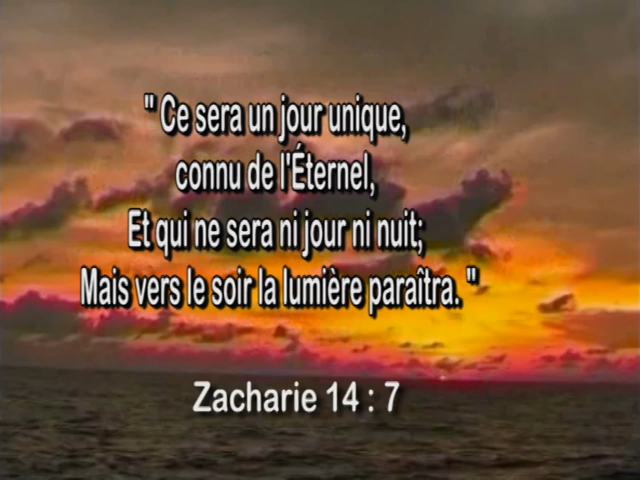 " Ce sera un jour unique,
connu de l'Éternel,
Et qui ne sera ni jour ni nuit;
Mais vers le soir la lumière paraîtra. "
Zacharie 14 : 7